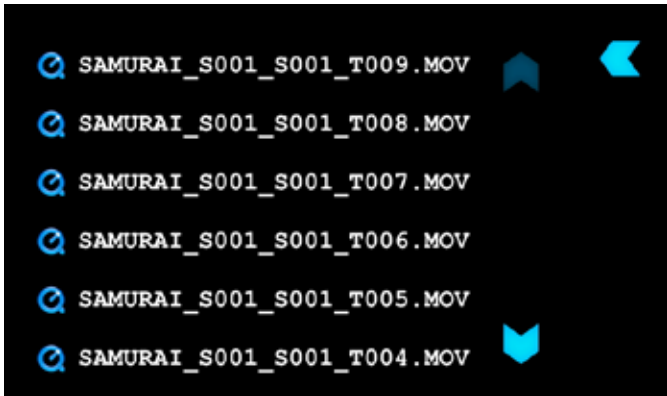 SAMURAI_S001_S001_T009.MOV
SAMURAI_S001_S001_T008.MOV
SAMURAI_S001_S001_T007.MOV
SAMURAI_S001_S001_T006.MOV
SAMURAI_S001_S001_T005.MOV
SAMURAI_S001_S001_T004.MOV